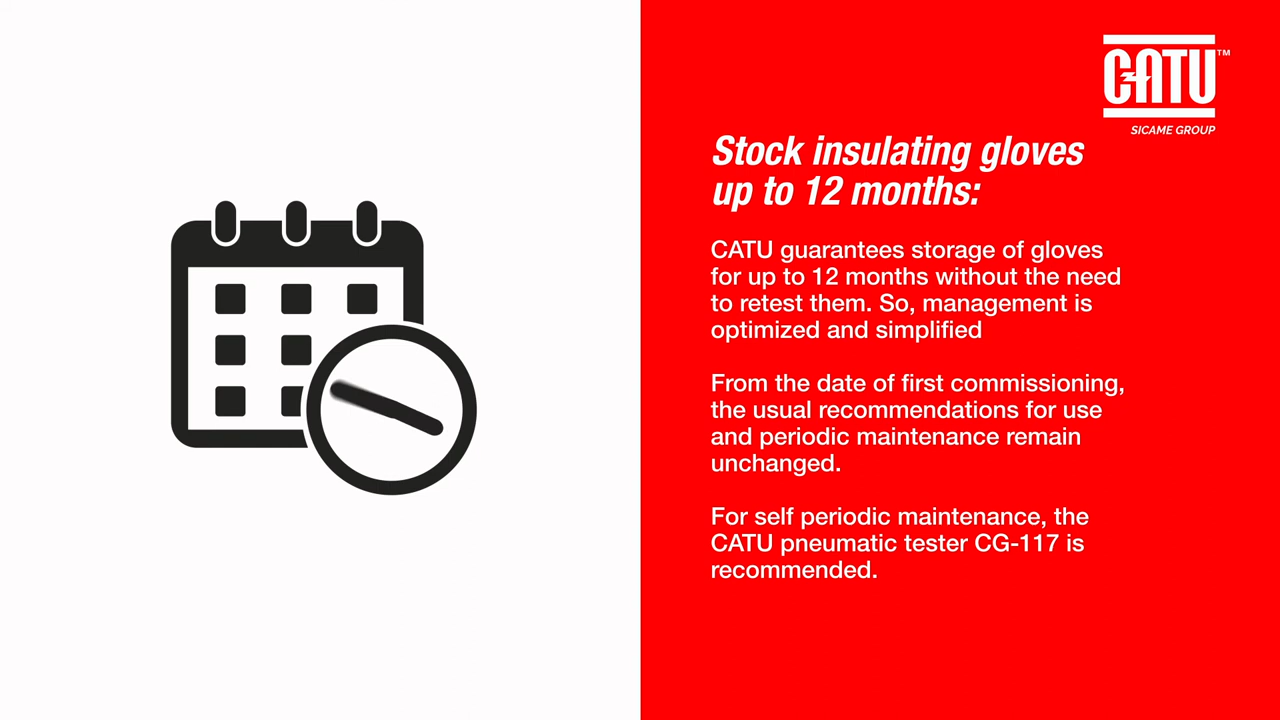 CATU™
SICAME GROUP
Stock insulating gloves
up to 12 months:
CATU guarantees storage of gloves
for up to 12 months without the need
to retest them. So, management is
optimized and simplified
From the date of first commissioning,
the usual recommendations for use
and periodic maintenance remain
unchanged.
For self periodic maintenance, the
CATU pneumatic tester CG-117 is
recommended.